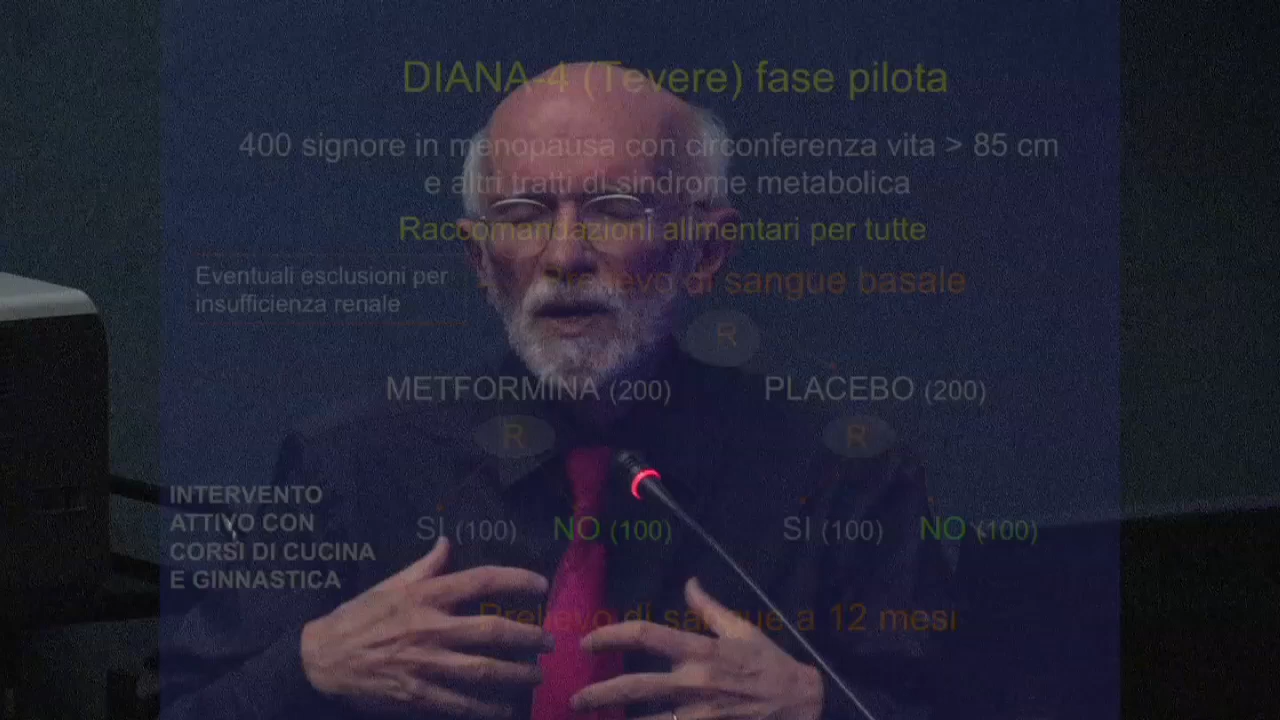 DIANA-4 (Tevere) fase pilota
400 signore in menopausa con circonferenza vita > 85 cm
e altri tratti di sindrome metabolica
Raccomandazioni alimentari per tutte
Eventuali esclusioni per
insufficienza renale
Prelievo di sangue basale
R
METFORMINA (200) PLACEBO (200)
R R
INTERVENTO
ATTIVO CON
CORSI DI CUCINA
E GINNASTICA
SI (100) NO (100) SI (100) NO (100)
Prelievo di sangue a 12 mesi